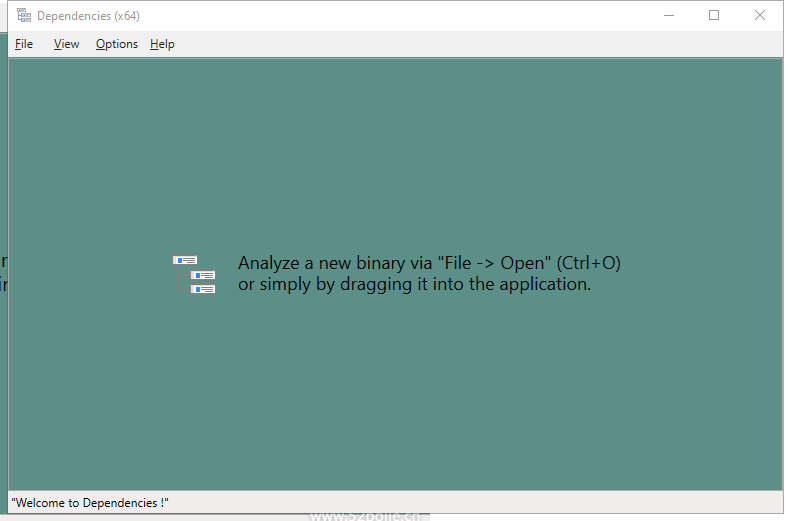 Dependencies (x64)
File View Options Help
Analyze a new binary via "File -> Open" (Ctrl+O)
or simply by dragging it into the application.
"Welcome to Dependencies !"
www.52pojie.cn